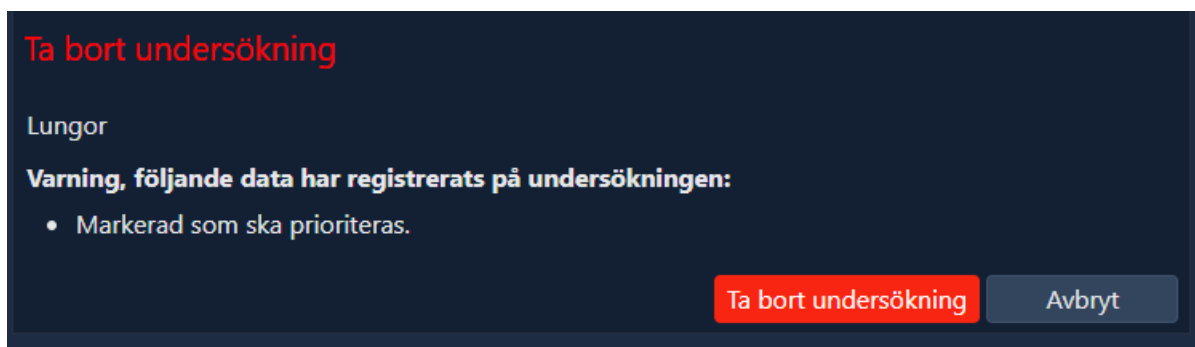 Ta bort undersökning
Lungor
Varning, följande data har registrerats på undersökningen:
• Markerad som ska prioriteras.
Ta bort undersökning Avbryt